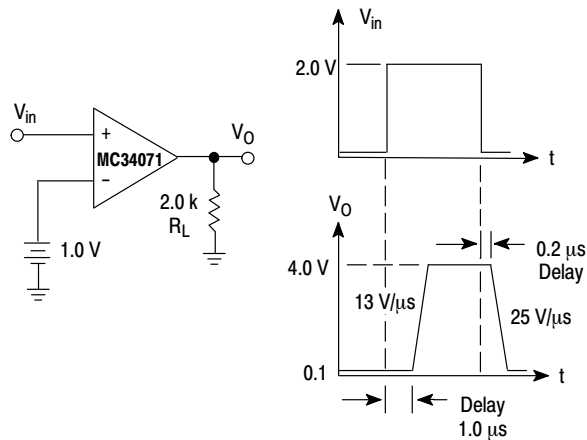 V_in
+
MC34071
−
V_O
2.0 k
R_L
1.0 V
V_in
2.0 V
t
V_O
0.2 μs
Delay
4.0 V
13 V/μs
25 V/μs
0.1
t
Delay
1.0 μs